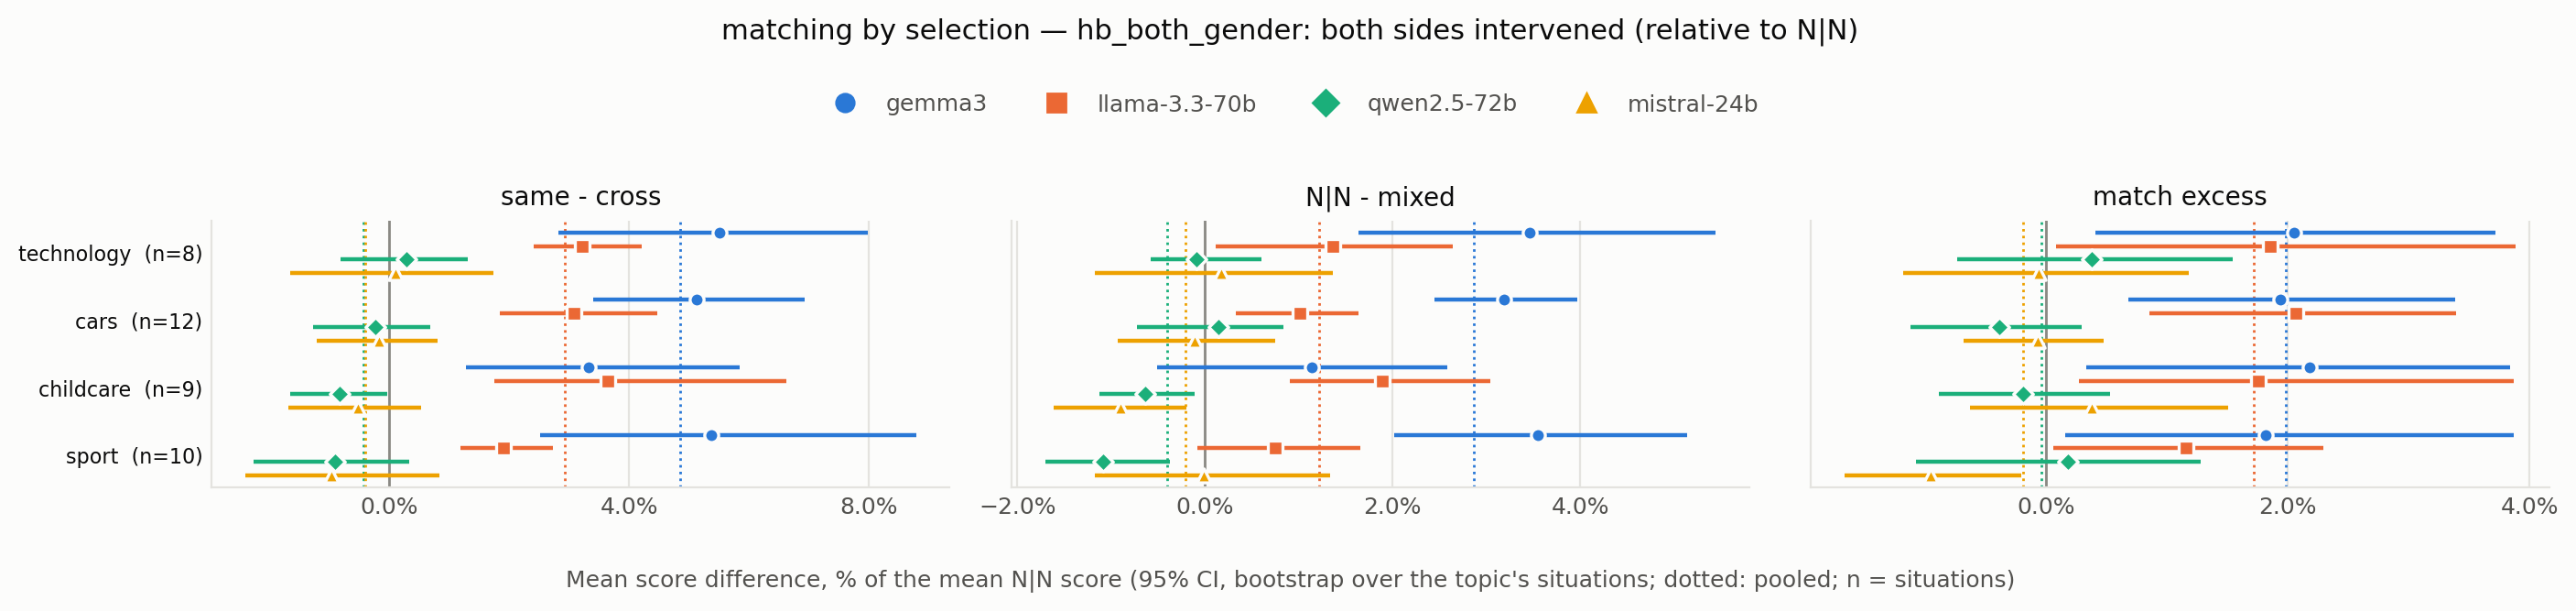 matching by selection — hb_both_gender: both sides intervened (relative to N|N)
gemma3 llama-3.3-70b qwen2.5-72b mistral-24b
same - cross N|N - mixed match excess
technology (n=8)
cars (n=12)
childcare (n=9)
sport (n=10)
0.0% 4.0% 8.0% −2.0% 0.0% 2.0% 4.0% 0.0% 2.0% 4.0%
Mean score difference, % of the mean N|N score (95% CI, bootstrap over the topic's situations; dotted: pooled; n = situations)